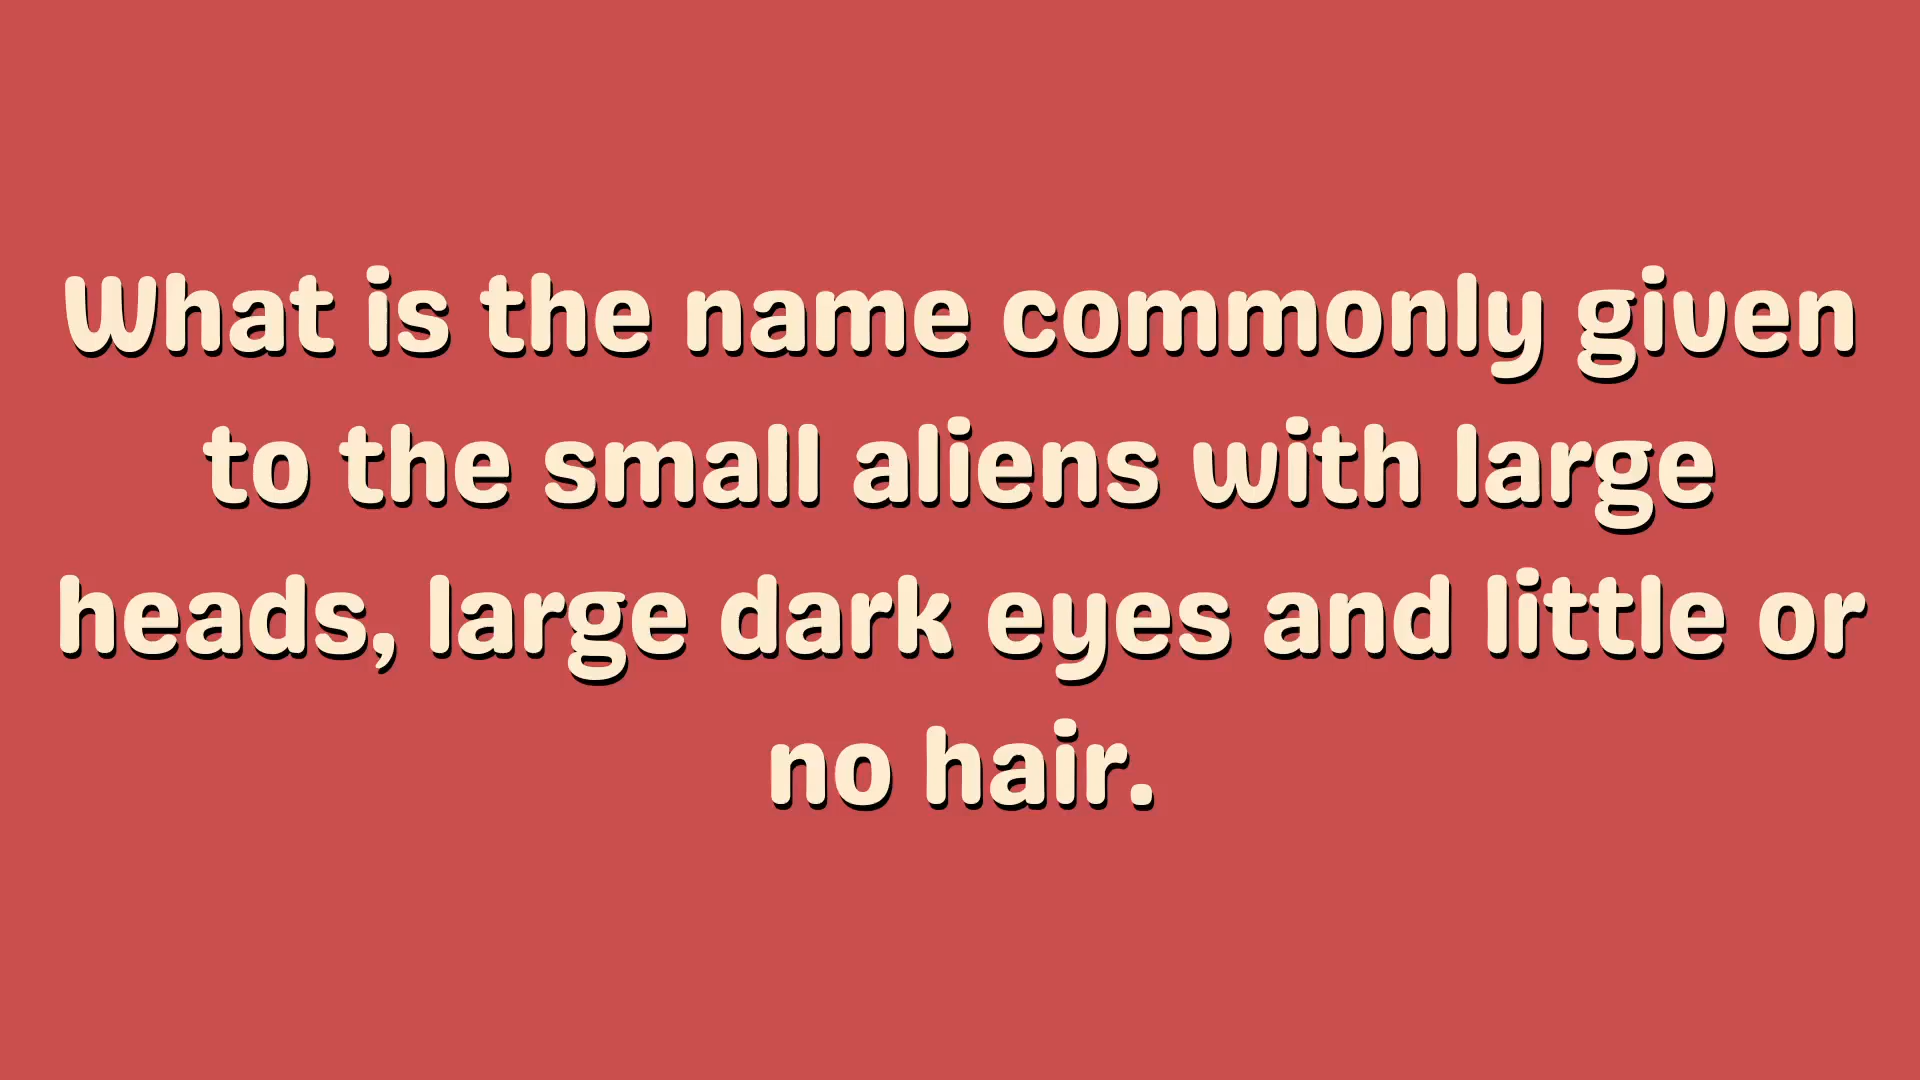 What is the name commonly given
to the small aliens with large
heads, large dark eyes and little or
no hair.